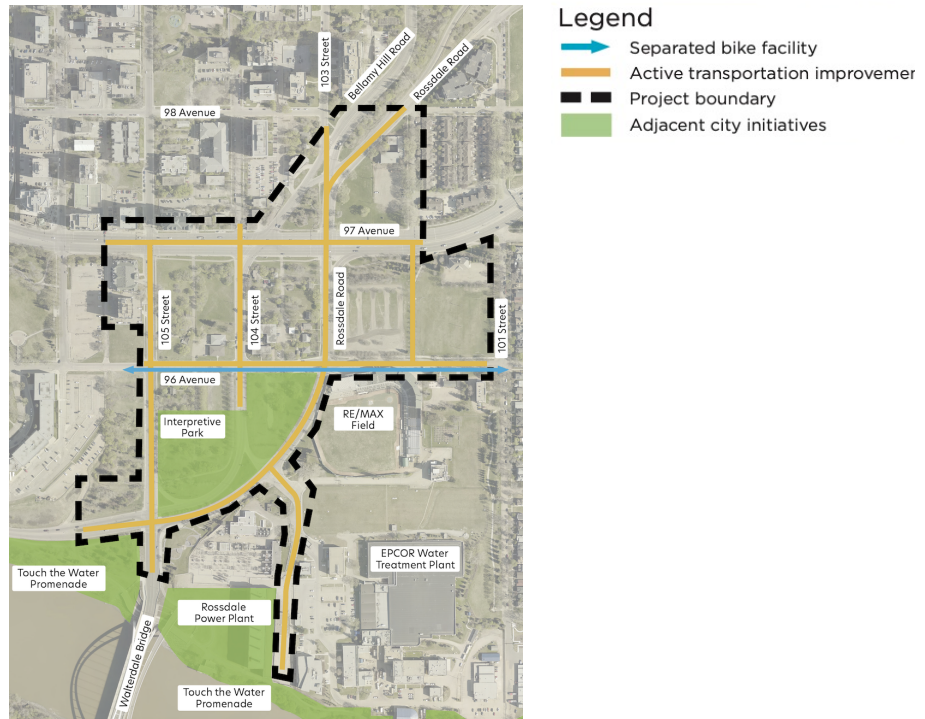 Legend
Separated bike facility
Active transportation improvemer
Project boundary
Adjacent city initiatives
103 Street
Bellamy Hill Road
Rossdale Road
98 Avenue
97 Avenue
105 Street
104 Street
Rossdale Road
101 Street
96 Avenue
Interpretive
Park
RE/MAX
Field
EPCOR Water
Treatment Plant
Touch the Water
Promenade
Rossdale
Power Plant
Walterdale Bridge
Touch the Water
Promenade